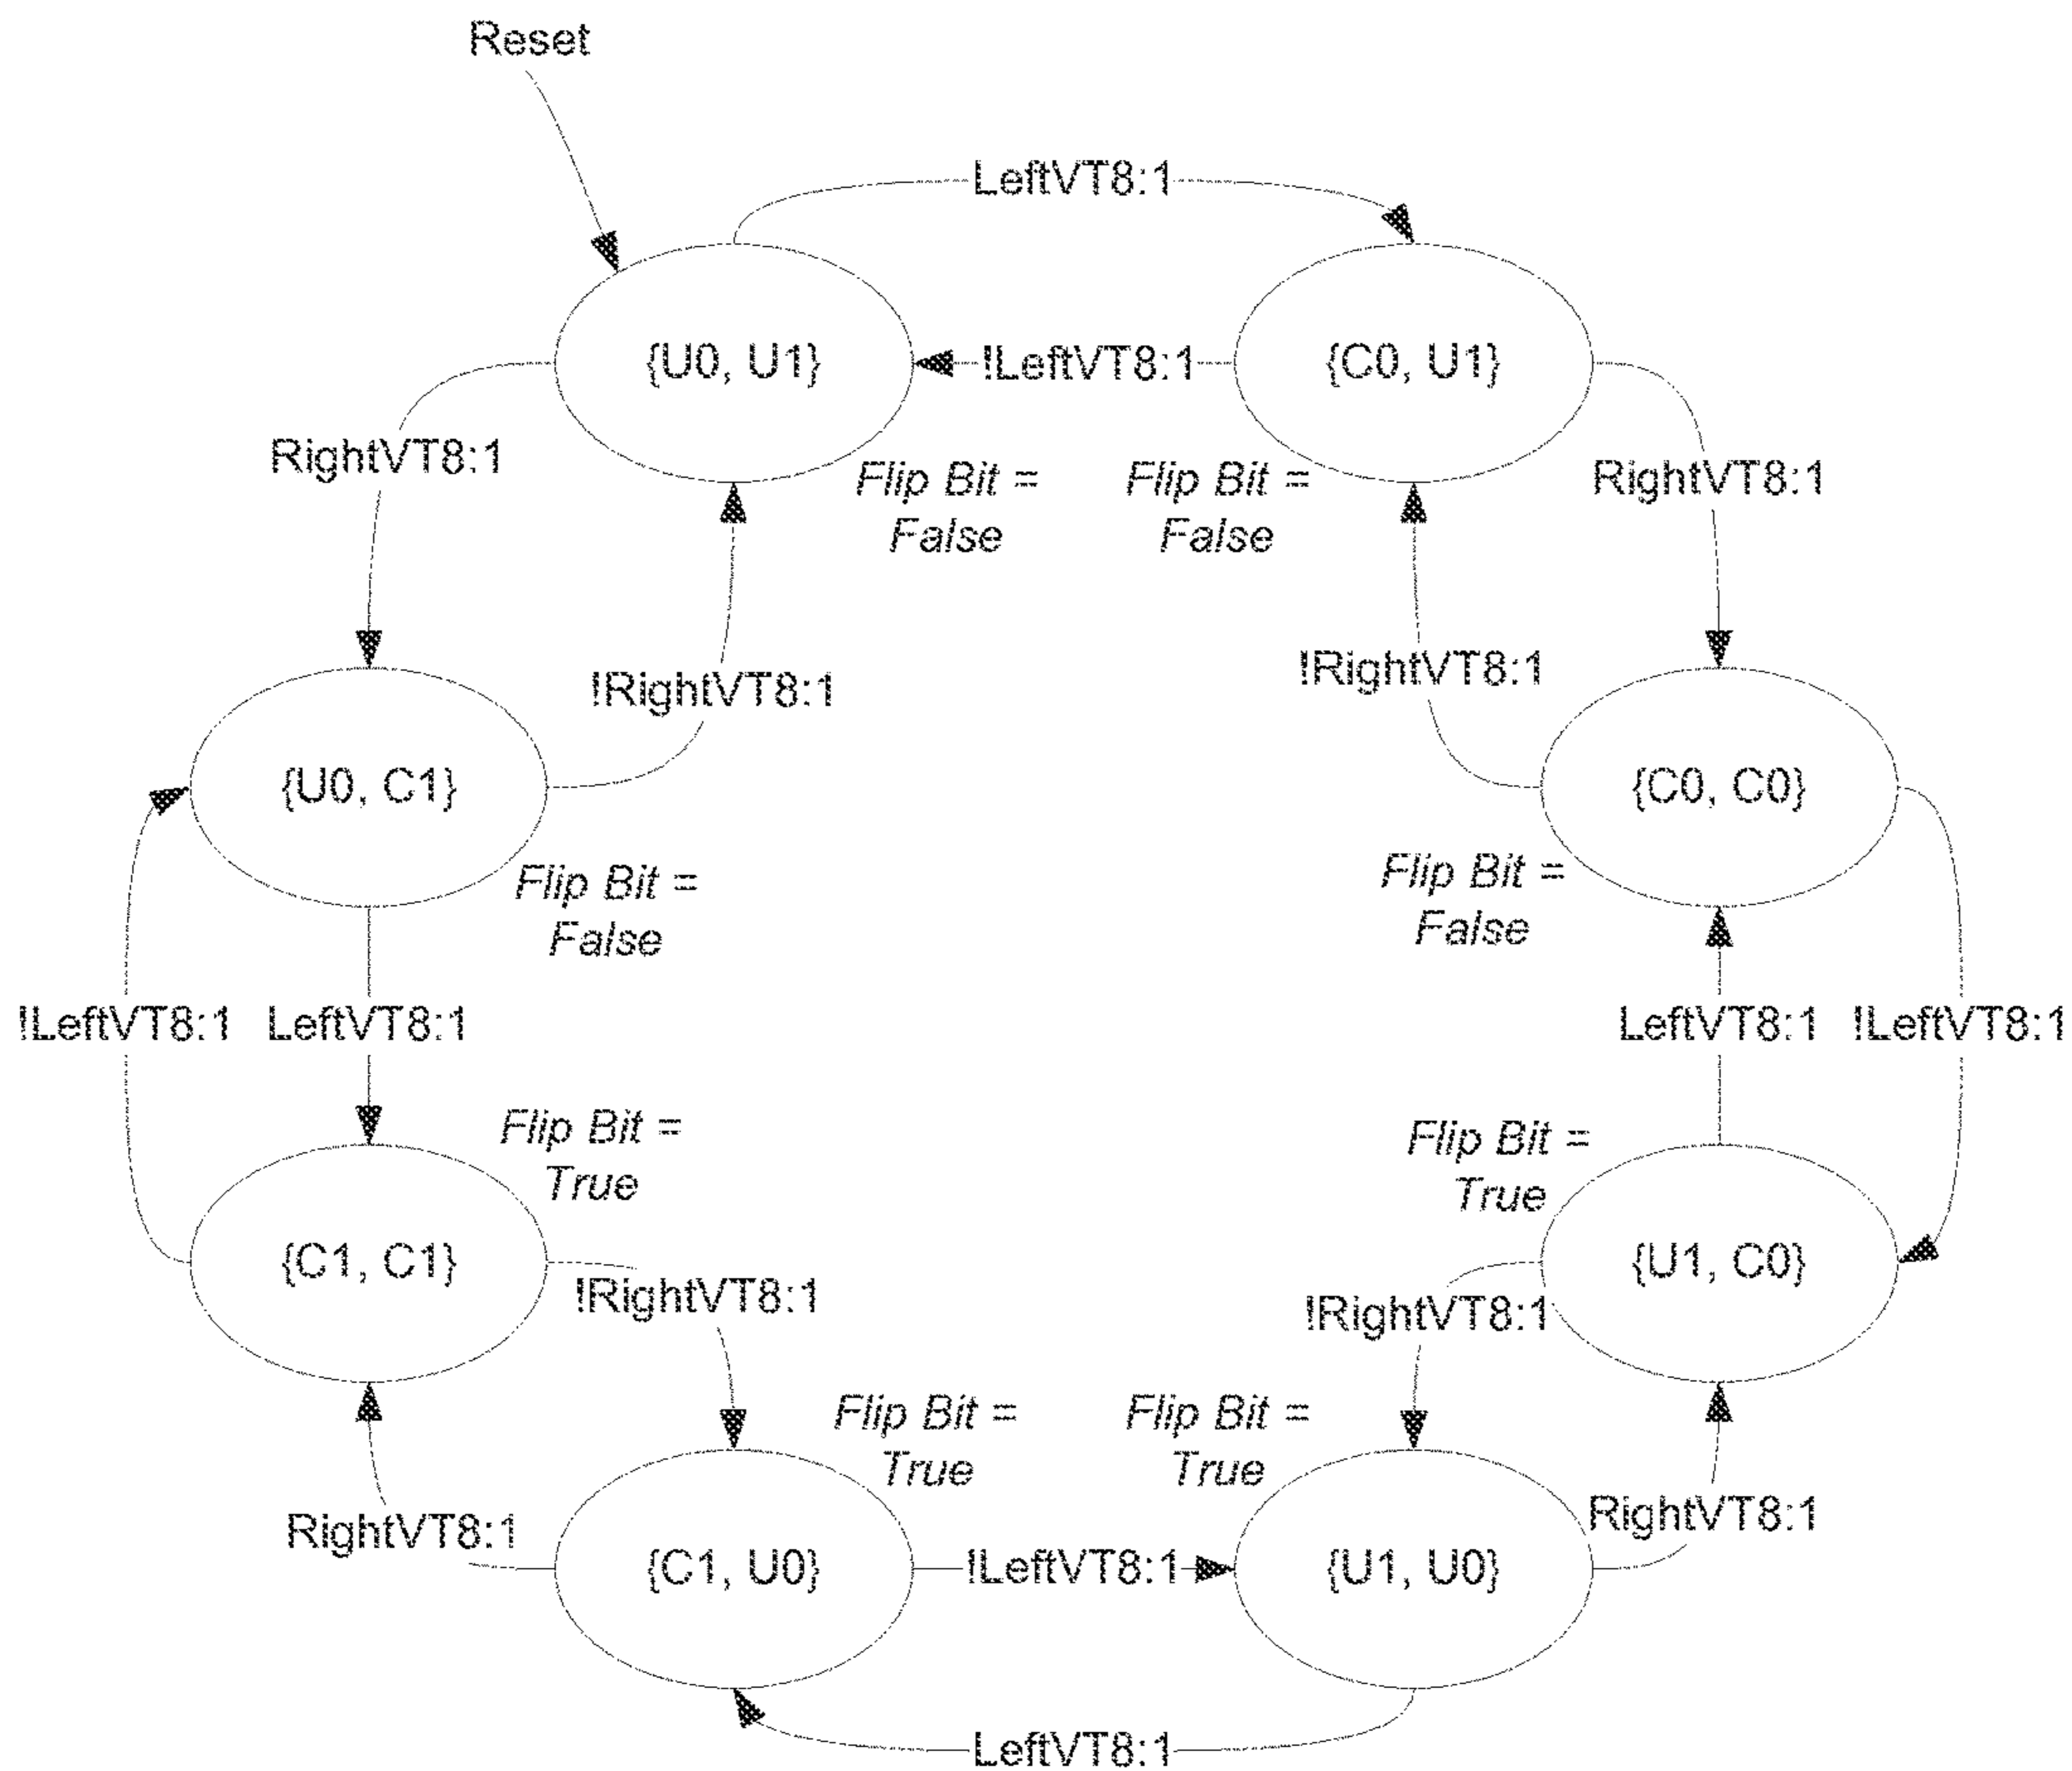 Reset
LeftVT8:1
{U0, U1}
!LeftVT8:1
{C0, U1}
RightVT8:1
Flip Bit =
False
Flip Bit =
False
RightVT8:1
!RightVT8:1
!RightVT8:1
{U0, C1}
{C0, C0}
Flip Bit =
False
Flip Bit =
False
!LeftVT8:1
LeftVT8:1
LeftVT8:1
!LeftVT8:1
Flip Bit =
True
Flip Bit =
True
{C1, C1}
!RightVT8:1
!RightVT8:1
{U1, C0}
Flip Bit =
True
Flip Bit =
True
RightVT8:1
RightVT8:1
{C1, U0}
!LeftVT8:1
{U1, U0}
LeftVT8:1